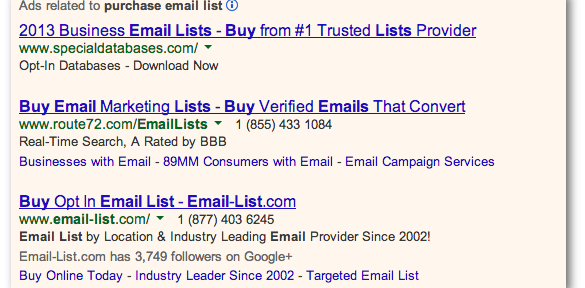 Ads related to purchase email list
2013 Business Email Lists - Buy from #1 Trusted Lists Provider
www.specialdatabases.com/
Opt-In Databases - Download Now
Buy Email Marketing Lists - Buy Verified Emails That Convert
www.route72.com/EmailLists 1 (855) 433 1084
Real-Time Search, A Rated by BBB
Businesses with Email - 89MM Consumers with Email - Email Campaign Services
Buy Opt In Email List - Email-List.com
www.email-list.com/ 1 (877) 403 6245
Email List by Location & Industry Leading Email Provider Since 2002!
Email-List.com has 3,749 followers on Google+
Buy Online Today - Industry Leader Since 2002 - Targeted Email List